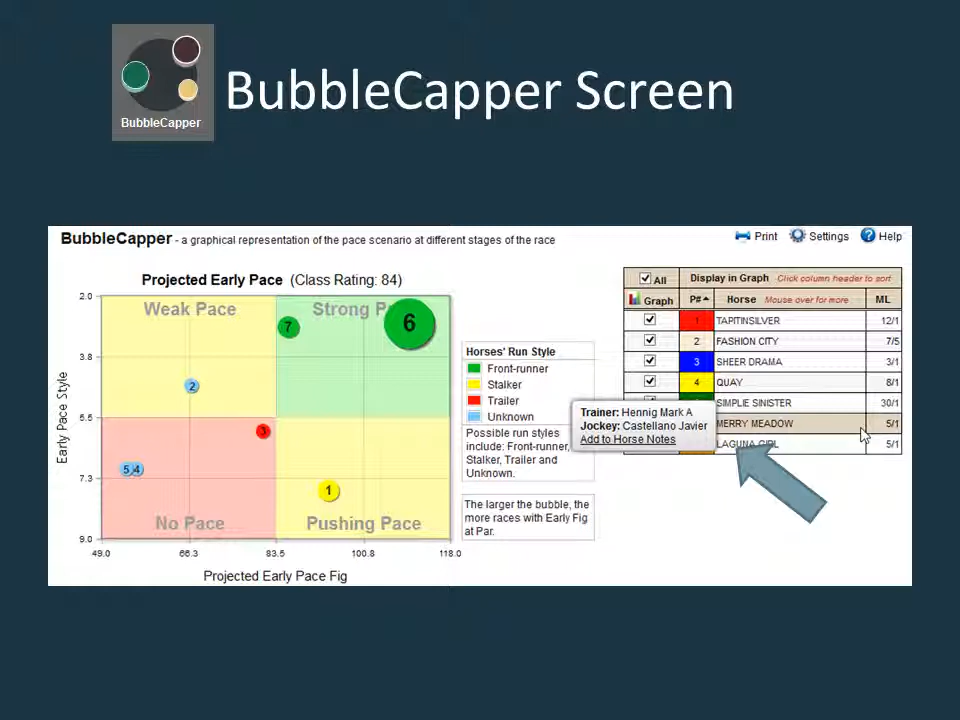 BubbleCapper
BubbleCapper Screen
BubbleCapper - a graphical representation of the pace scenario at different stages of the race
Print Settings Help
Projected Early Pace (Class Rating: 84)
Weak Pace
Strong
No Pace
Pushing Pace
7
6
2
3
5 4
1
2.0
3.8
5.5
7.3
9.0
49.0 66.3 83.5 100.8 118.0
Early Pace Style
Projected Early Pace Fig
Horses' Run Style
Front-runner
Stalker
Trailer
Unknown
Possible run styles
include: Front-runner,
Stalker, Trailer and
Unknown.
The larger the bubble, the
more races with Early Fig
at Par.
All Display in Graph Click column header to sort
Graph P# Horse Mouse over for more ML
1 TAPITINSILVER 12/1
2 FASHION CITY 7/5
3 SHEER DRAMA 3/1
4 QUAY 8/1
SIMPLIE SINISTER 30/1
MERRY MEADOW 5/1
LAGUNA GIRL 5/1
Trainer: Hennig Mark A
Jockey: Castellano Javier
Add to Horse Notes